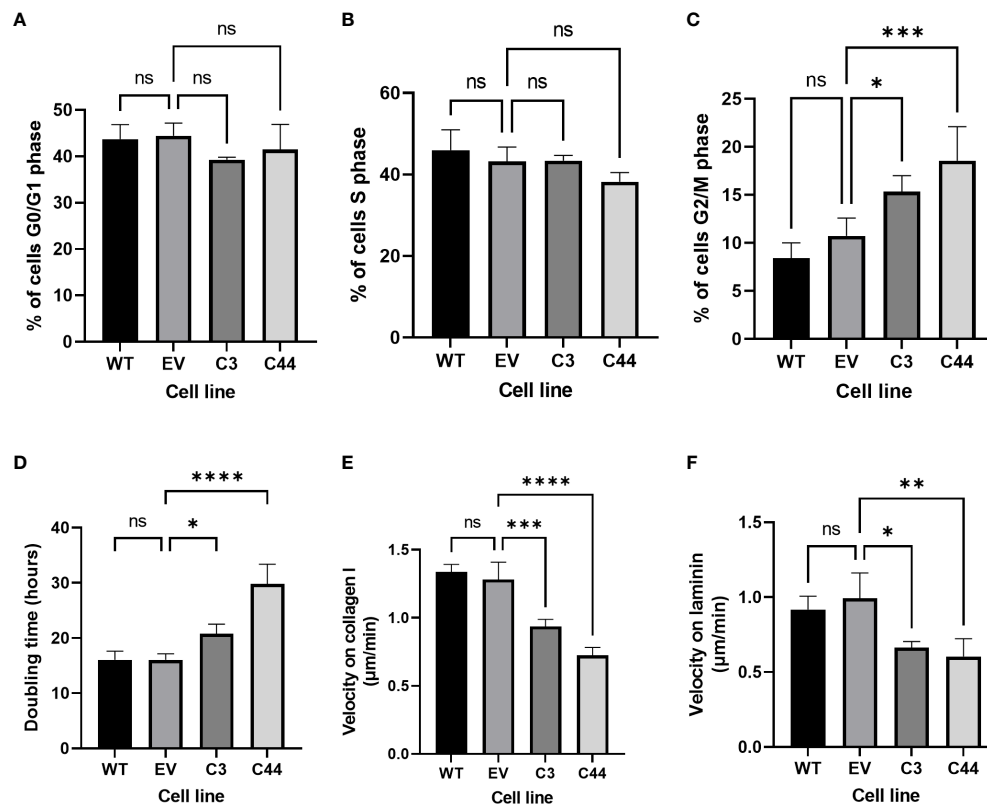 A
ns
ns
ns
% of cells G0/G1 phase
50
40
30
20
10
0
WT EV C3 C44
Cell line
B
ns
ns
ns
% of cells S phase
60
40
20
0
WT EV C3 C44
Cell line
C
***
ns
*
% of cells G2/M phase
25
20
15
10
5
0
WT EV C3 C44
Cell line
D
****
ns
*
Doubling time (hours)
40
30
20
10
0
WT EV C3 C44
Cell line
E
****
ns
***
Velocity on collagen I
(µm/min)
1.5
1.0
0.5
0.0
WT EV C3 C44
Cell line
F
**
ns
*
Velocity on laminin
(µm/min)
1.5
1.0
0.5
0.0
WT EV C3 C44
Cell line